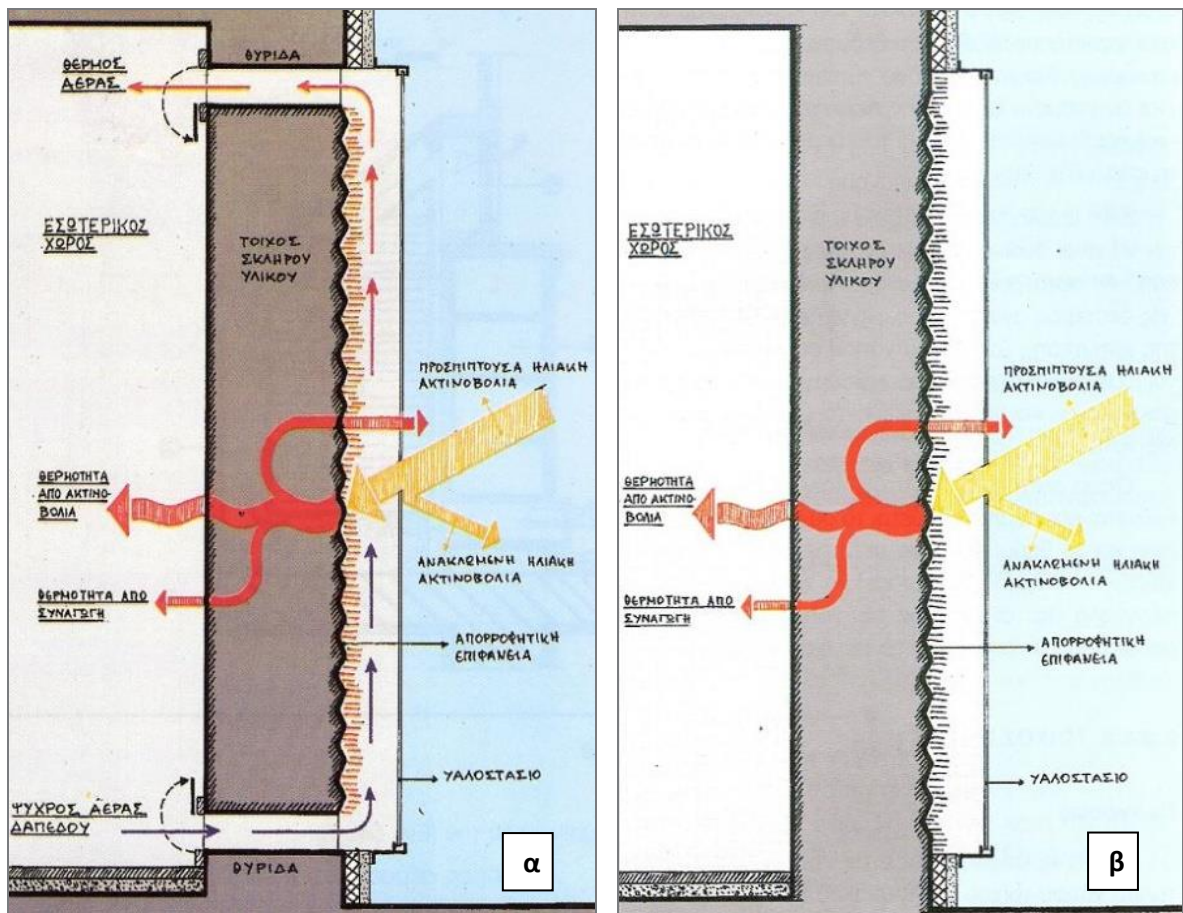 ΘΥΡΙΔΑ
ΘΕΡΜΟΣ
ΑΕΡΑΣ
ΕΣΩΤΕΡΙΚΟΣ
ΧΩΡΟΣ
ΤΟΙΧΟΣ
ΣΚΛΗΡΟΥ
ΥΛΙΚΟΥ
ΠΡΟΣΠΙΠΤΟΥΣΑ ΗΛΙΑΚΗ
ΑΚΤΙΝΟΒΟΛΙΑ
ΘΕΡΜΟΤΗΤΑ
ΑΠΟ ΑΚΤΙΝΟ-
ΒΟΛΙΑ
ΑΝΑΚΛΩΜΕΝΗ ΗΛΙΑΚΗ
ΑΚΤΙΝΟΒΟΛΙΑ
ΘΕΡΜΟΤΗΤΑ ΑΠΟ
ΣΥΝΑΓΩΓΗ
ΑΠΟΡΡΟΦΗΤΙΚΗ
ΕΠΙΦΑΝΕΙΑ
ΥΑΛΟΣΤΑΣΙΟ
ΨΥΧΡΟΣ ΑΕΡΑΣ
ΔΑΠΕΔΟΥ
ΘΥΡΙΔΑ
α
ΕΣΩΤΕΡΙΚΟΣ
ΧΩΡΟΣ
ΤΟΙΧΟΣ
ΣΚΛΗΡΟΥ
ΥΛΙΚΟΥ
ΠΡΟΣΠΙΠΤΟΥΣΑ ΗΛΙΑΚΗ
ΑΚΤΙΝΟΒΟΛΙΑ
ΘΕΡΜΟΤΗΤΑ
ΑΠΟ ΑΚΤΙΝΟ-
ΒΟΛΙΑ
ΑΝΑΚΛΩΜΕΝΗ ΗΛΙΑΚΗ
ΑΚΤΙΝΟΒΟΛΙΑ
ΘΕΡΜΟΤΗΤΑ ΑΠΟ
ΣΥΝΑΓΩΓΗ
ΑΠΟΡΡΟΦΗΤΙΚΗ
ΕΠΙΦΑΝΕΙΑ
ΥΑΛΟΣΤΑΣΙΟ
β